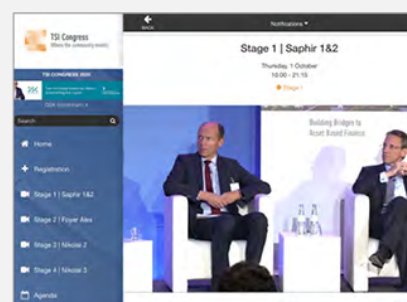 TSI Congress
Where the community meets
BACK
Notifications
Stage 1 | Saphir 1&2
Thursday, 1 October
10:00 - 21:15
Stage 1
TSI CONGRESS 2020
Search
Home
Registration
Stage 1 | Saphir 1&2
Stage 2 | Foyer Alex
Stage 3 | Nikolai 2
Stage 4 | Nikolai 3
Agenda
Building Bridges to
Asset Based Finance